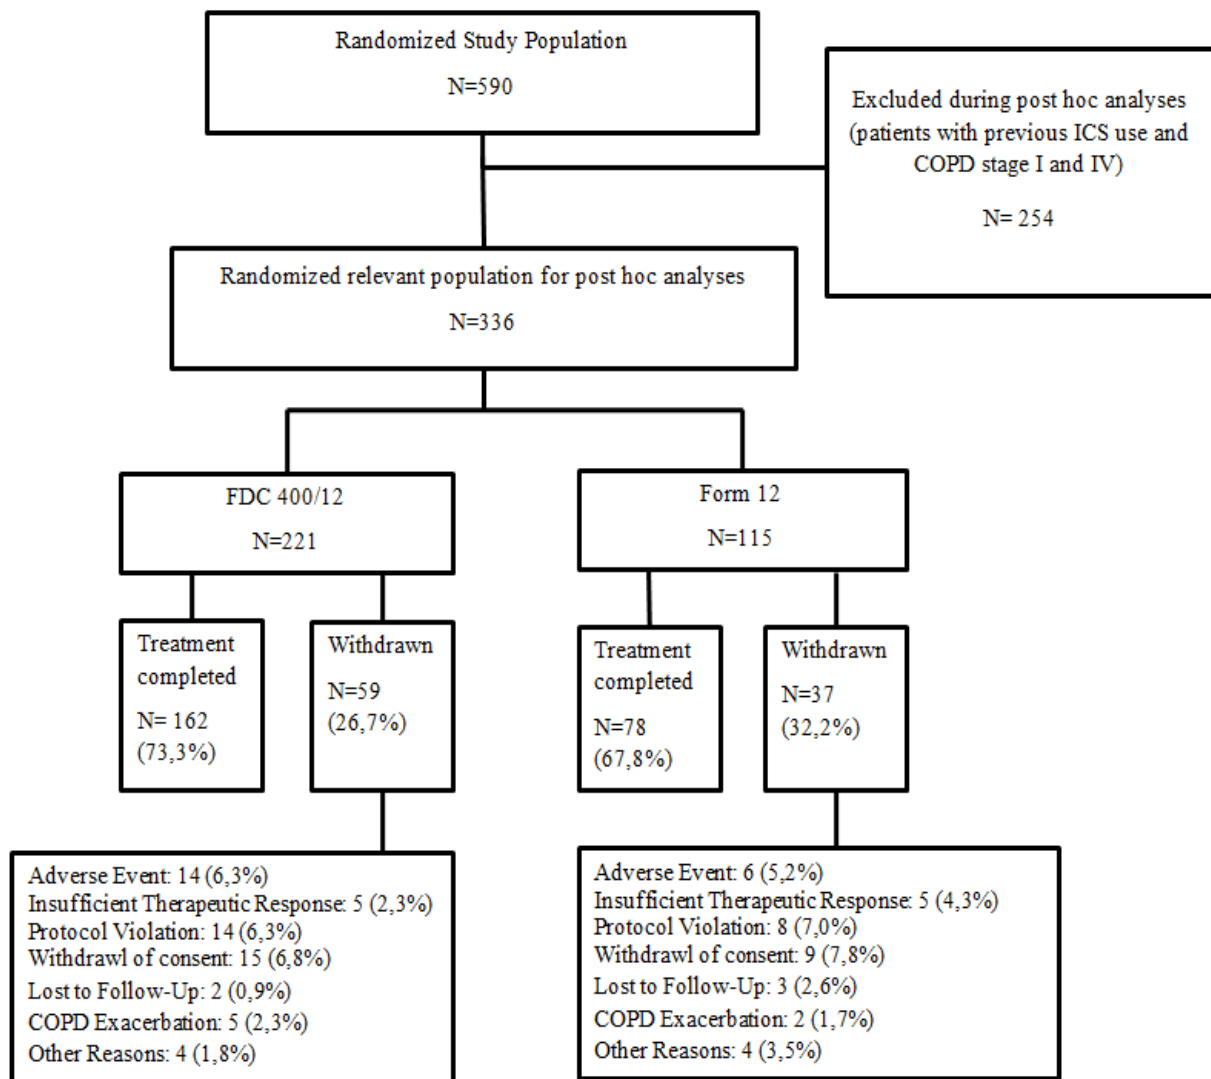 Randomized Study Population
N=590
Excluded during post hoc analyses
(patients with previous ICS use and
COPD stage I and IV)
N= 254
Randomized relevant population for post hoc analyses
N=336
FDC 400/12
N=221
Form 12
N=115
Treatment
completed
N= 162
(73,3%)
Withdrawn
N=59
(26,7%)
Treatment
completed
N=78
(67,8%)
Withdrawn
N=37
(32,2%)
Adverse Event: 14 (6,3%)
Insufficient Therapeutic Response: 5 (2,3%)
Protocol Violation: 14 (6,3%)
Withdrawl of consent: 15 (6,8%)
Lost to Follow-Up: 2 (0,9%)
COPD Exacerbation: 5 (2,3%)
Other Reasons: 4 (1,8%)
Adverse Event: 6 (5,2%)
Insufficient Therapeutic Response: 5 (4,3%)
Protocol Violation: 8 (7,0%)
Withdrawl of consent: 9 (7,8%)
Lost to Follow-Up: 3 (2,6%)
COPD Exacerbation: 2 (1,7%)
Other Reasons: 4 (3,5%)